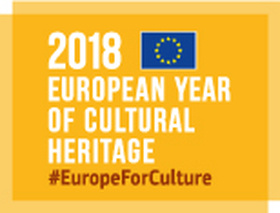 2018
EUROPEAN YEAR
OF CULTURAL
HERITAGE
#EuropeForCulture